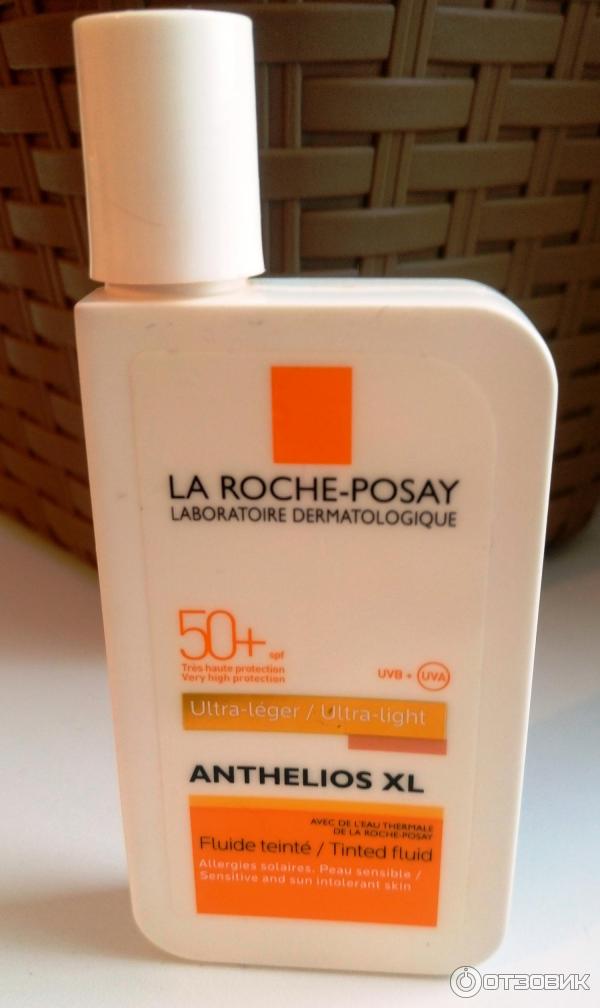 LA ROCHE-POSAY
LABORATOIRE DERMATOLOGIQUE
50+ spf
Très haute protection
Very high protection
UVB + UVA
Ultra-léger / Ultra-light
ANTHELIOS XL
AVEC DE L'EAU THERMALE
DE LA ROCHE-POSAY
Fluide teinté / Tinted fluid
Allergies solaires. Peau sensible /
Sensitive and sun intolerant skin
ОТЗОВИК